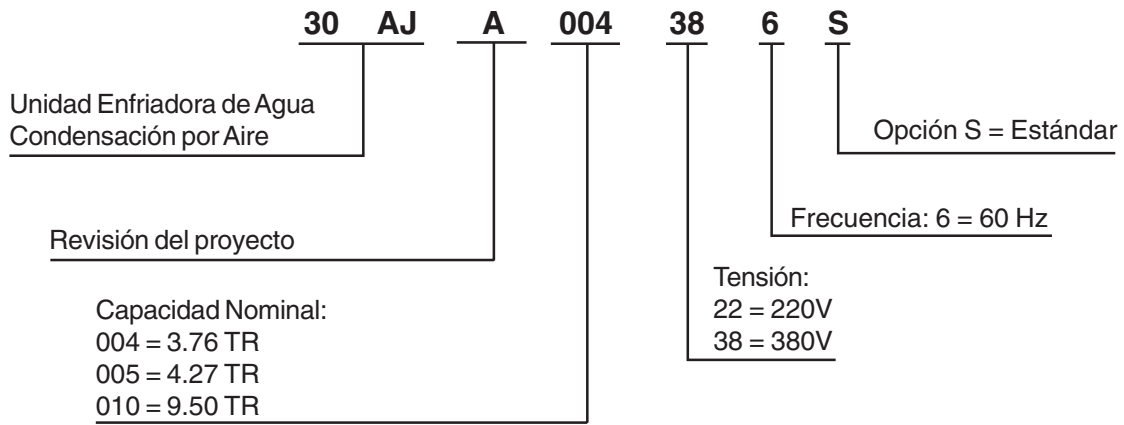 30 AJ A 004 38 6 S
Unidad Enfriadora de Agua
Condensación por Aire
Opción S = Estándar
Frecuencia: 6 = 60 Hz
Revisión del proyecto
Tensión:
22 = 220V
38 = 380V
Capacidad Nominal:
004 = 3.76 TR
005 = 4.27 TR
010 = 9.50 TR